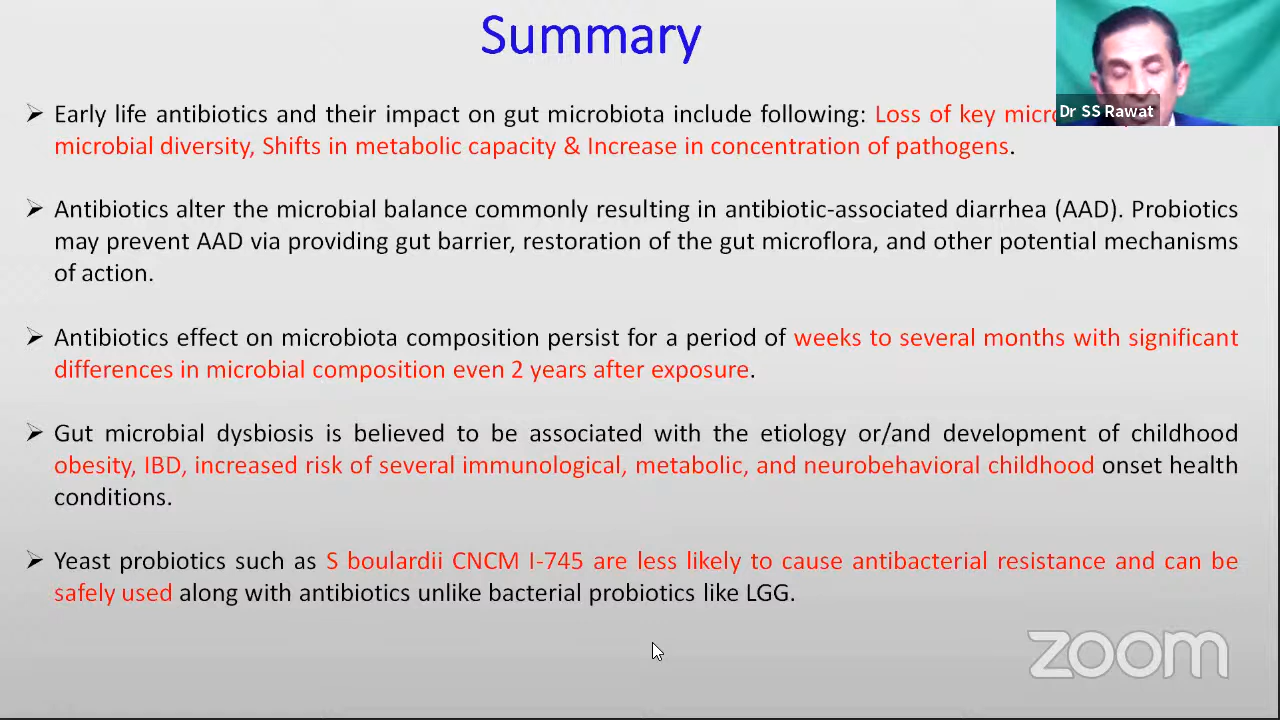 Summary
Dr SS Rawat
➢ Early life antibiotics and their impact on gut microbiota include following: Loss of key
microbial diversity, Shifts in metabolic capacity & Increase in concentration of pathogens.
➢ Antibiotics alter the microbial balance commonly resulting in antibiotic-associated diarrhea (AAD). Probiotics
may prevent AAD via providing gut barrier, restoration of the gut microflora, and other potential mechanisms
of action.
➢ Antibiotics effect on microbiota composition persist for a period of weeks to several months with significant
differences in microbial composition even 2 years after exposure.
➢ Gut microbial dysbiosis is believed to be associated with the etiology or/and development of childhood
obesity, IBD, increased risk of several immunological, metabolic, and neurobehavioral childhood onset health
conditions.
➢ Yeast probiotics such as S boulardii CNCM I-745 are less likely to cause antibacterial resistance and can be
safely used along with antibiotics unlike bacterial probiotics like LGG.
zoom